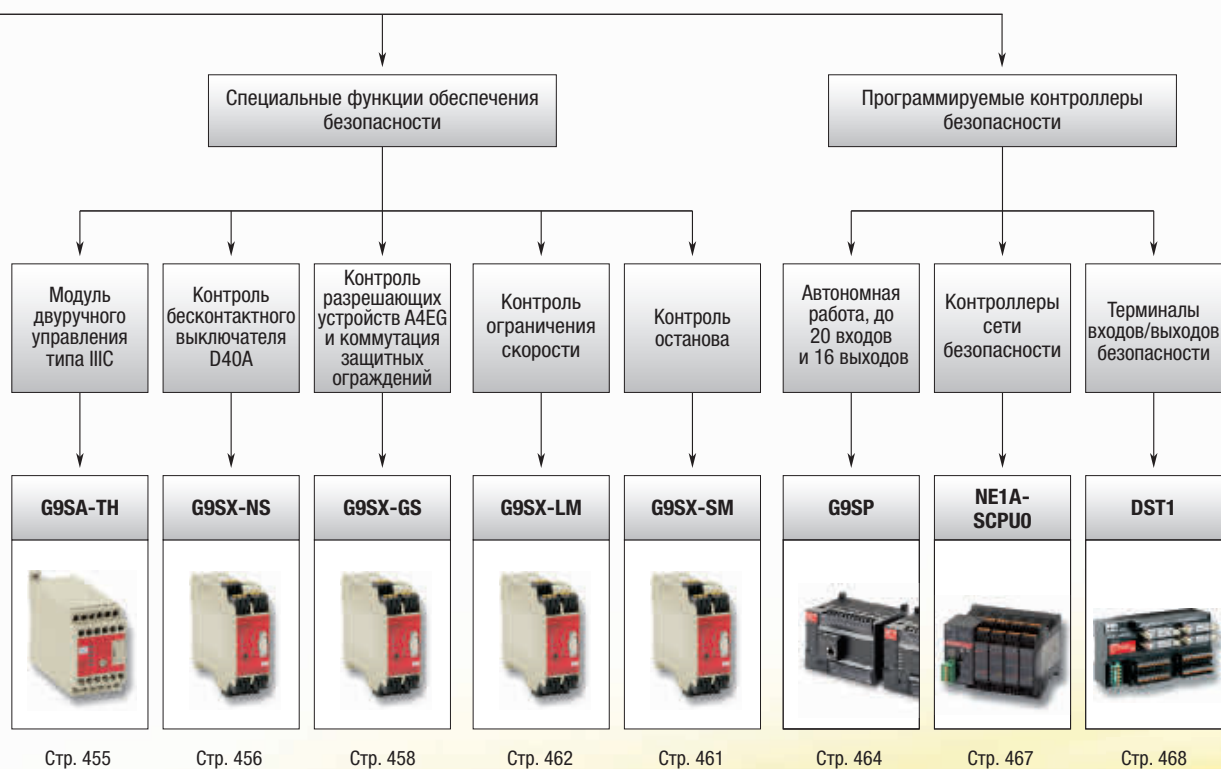 Специальные функции обеспечения
безопасности
Программируемые контроллеры
безопасности
Модуль
двуручного
управления
типа IIIC
Контроль
бесконтактного
выключателя
D40A
Контроль
разрешающих
устройств A4EG
и коммутация
защитных
ограждений
Контроль
ограничения
скорости
Контроль
останова
Автономная
работа, до
20 входов
и 16 выходов
Контроллеры
сети
безопасности
Терминалы
входов/выходов
безопасности
G9SA-TH
G9SX-NS
G9SX-GS
G9SX-LM
G9SX-SM
G9SP
NE1A-
SCPU0
DST1
Стр. 455
Стр. 456
Стр. 458
Стр. 462
Стр. 461
Стр. 464
Стр. 467
Стр. 468